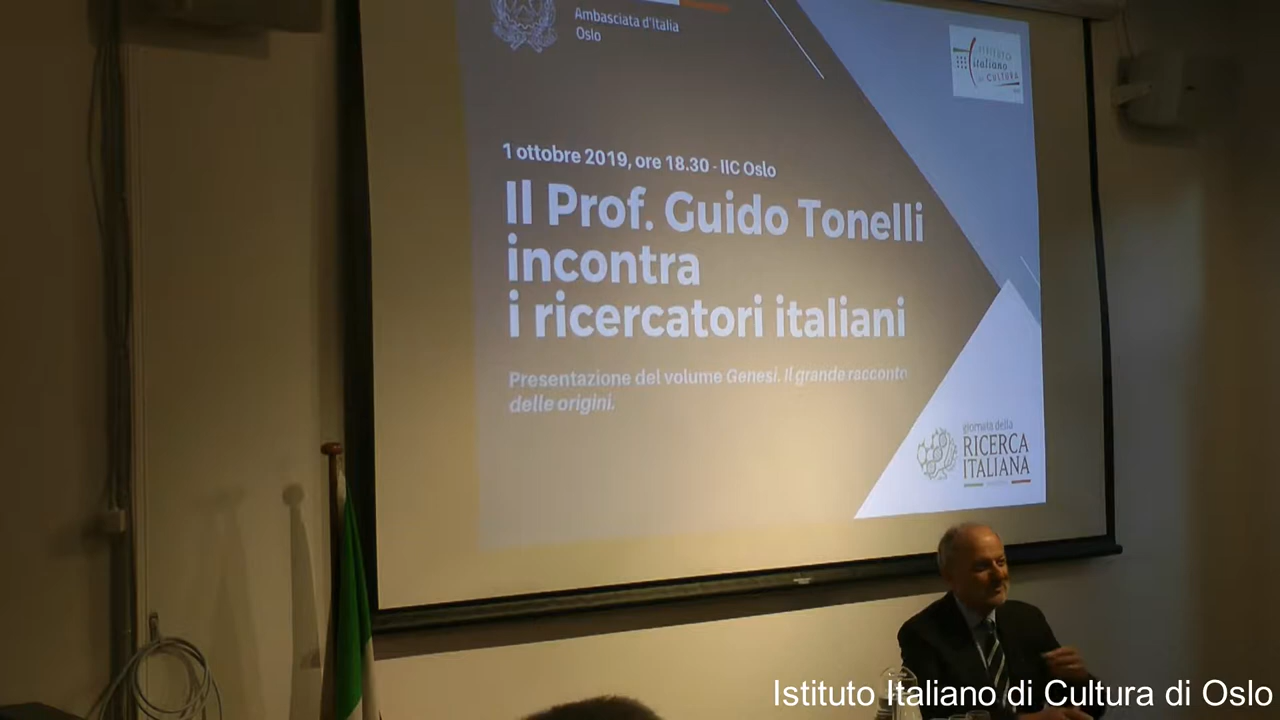 Ambasciata d'Italia
Oslo
ISTITUTO
italiano
DI CULTURA
1 ottobre 2019, ore 18.30 - IIC Oslo
Il Prof. Guido Tonelli
incontra
i ricercatori italiani
Presentazione del volume Genesi. Il grande racconto
delle origini.
giornata della
RICERCA
ITALIANA
Istituto Italiano di Cultura di Oslo